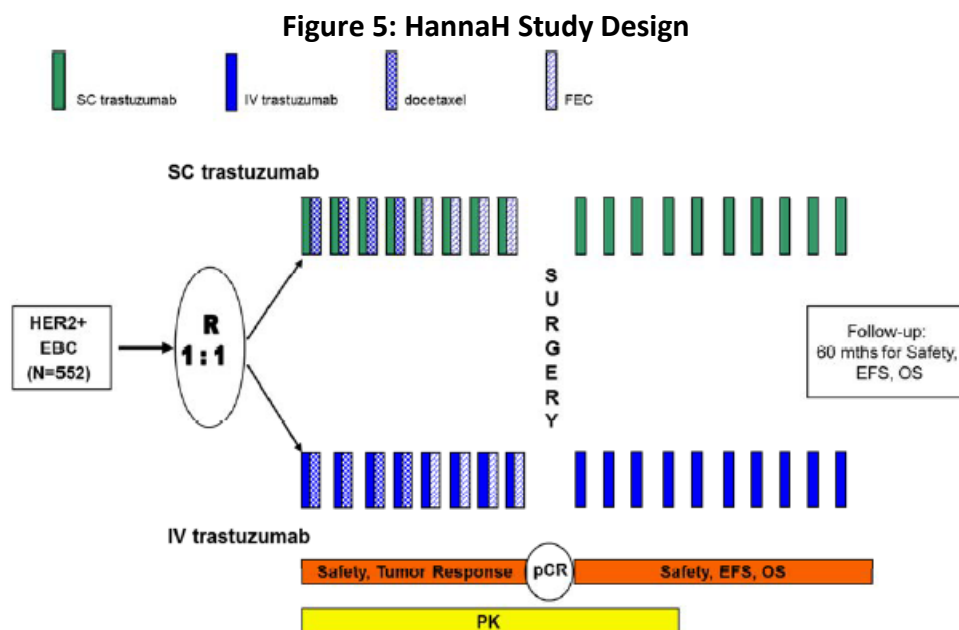 Figure 5: HannaH Study Design
SC trastuzumab
IV trastuzumab
docetaxel
FEC
SC trastuzumab
HER2+
EBC
(N=552)
R
1 : 1
S
U
R
G
E
R
Y
Follow-up:
60 mths for Safety,
EFS, OS
IV trastuzumab
Safety, Tumor Response
pCR
Safety, EFS, OS
PK